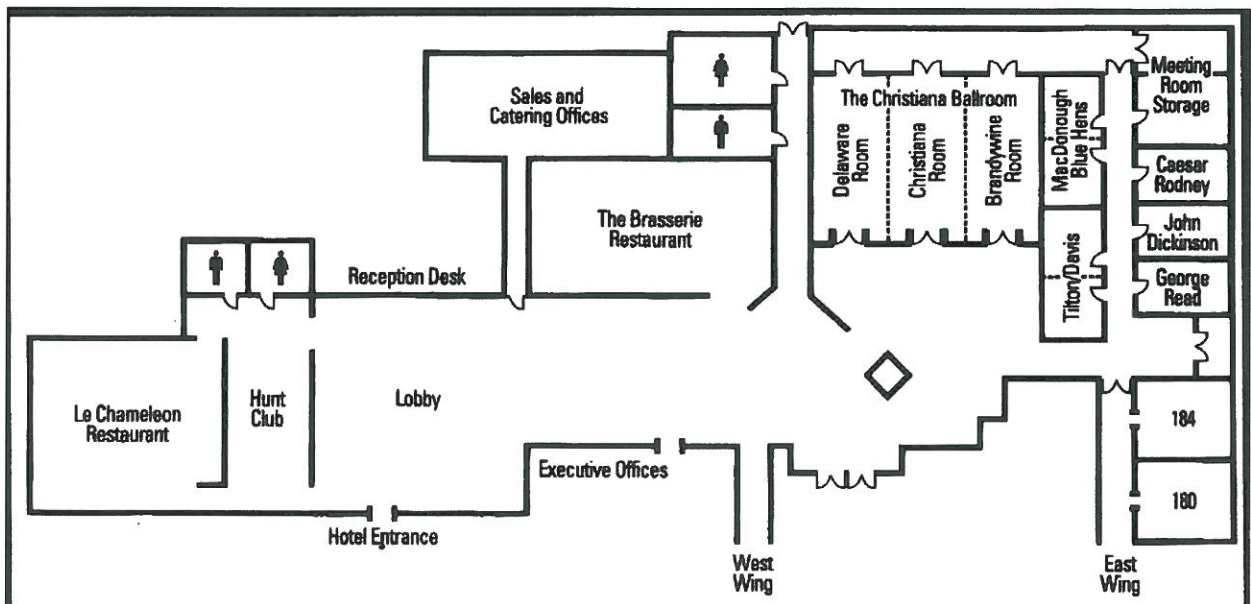 Sales and
Catering Offices
The Brasserie
Restaurant
Reception Desk
Le Chameleon
Restaurant
Hunt
Club
Lobby
Executive Offices
Hotel Entrance
West
Wing
East
Wing
The Christiana Ballroom
Delaware
Room
Christiana
Room
Brandywine
Room
MacDonough
Blue Hens
Tilton/Davis
Meeting
Room
Storage
Caesar
Rodney
John
Dickinson
George
Read
184
180